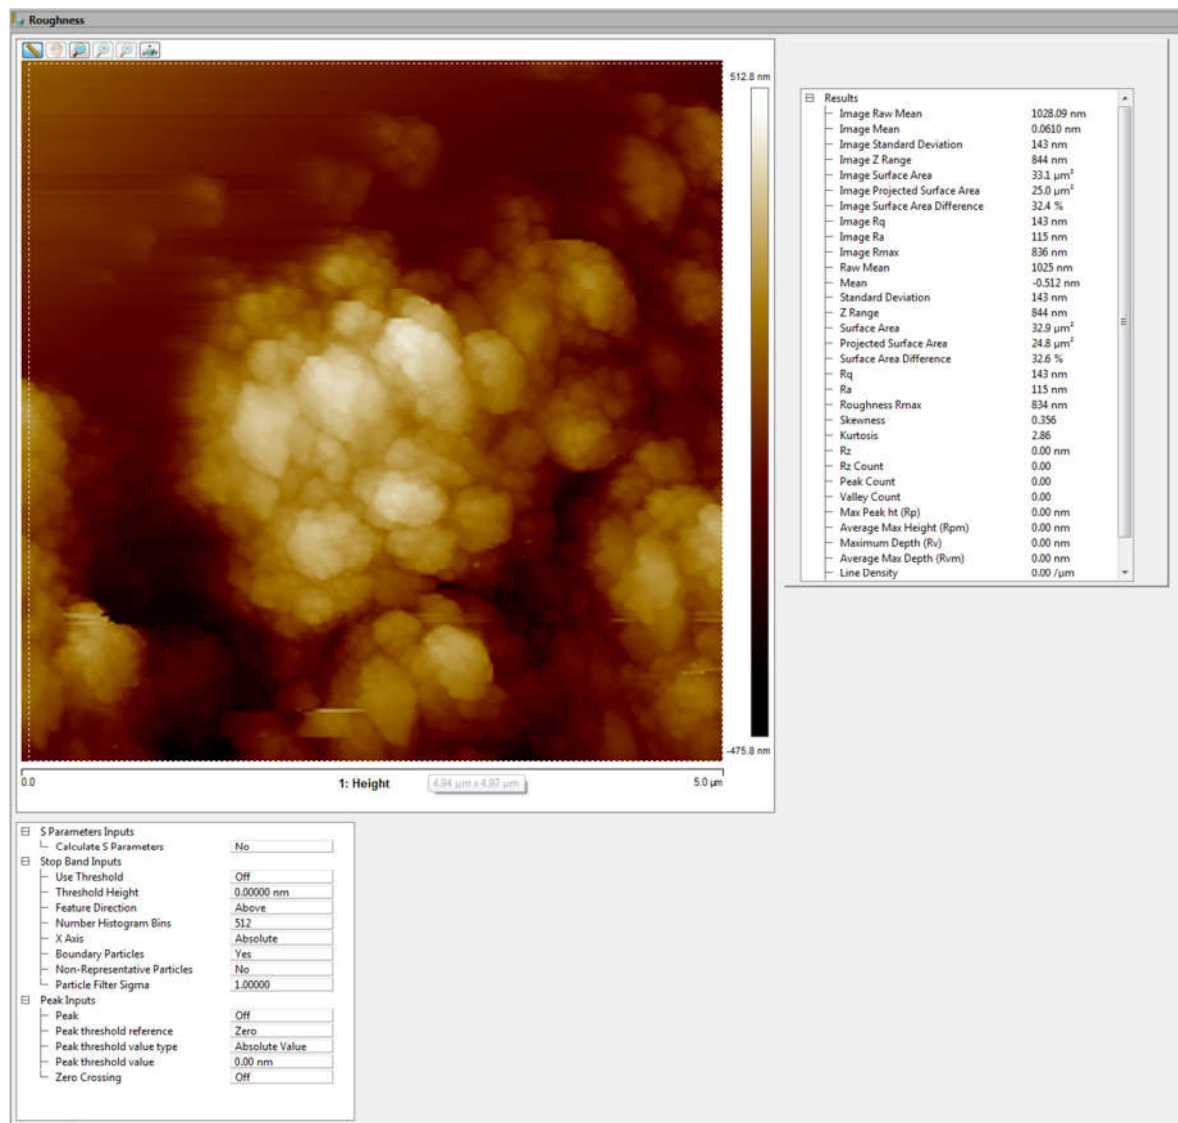 Roughness
512.8 nm
-475.8 nm
0.0
1: Height
4.94 µm x 4.97 µm
5.0 µm
Results
Image Raw Mean 1028.09 nm
Image Mean 0.0610 nm
Image Standard Deviation 143 nm
Image Z Range 844 nm
Image Surface Area 33.1 µm²
Image Projected Surface Area 25.0 µm²
Image Surface Area Difference 32.4 %
Image Rq 143 nm
Image Ra 115 nm
Image Rmax 836 nm
Raw Mean 1025 nm
Mean -0.512 nm
Standard Deviation 143 nm
Z Range 844 nm
Surface Area 32.9 µm²
Projected Surface Area 24.8 µm²
Surface Area Difference 32.6 %
Rq 143 nm
Ra 115 nm
Roughness Rmax 834 nm
Skewness 0.356
Kurtosis 2.86
Rz 0.00 nm
Rz Count 0.00
Peak Count 0.00
Valley Count 0.00
Max Peak ht (Rp) 0.00 nm
Average Max Height (Rpm) 0.00 nm
Maximum Depth (Rv) 0.00 nm
Average Max Depth (Rvm) 0.00 nm
Line Density 0.00 /µm
S Parameters Inputs
Calculate S Parameters No
Stop Band Inputs
Use Threshold Off
Threshold Height 0.00000 nm
Feature Direction Above
Number Histogram Bins 512
X Axis Absolute
Boundary Particles Yes
Non-Representative Particles No
Particle Filter Sigma 1.00000
Peak Inputs
Peak Off
Peak threshold reference Zero
Peak threshold value type Absolute Value
Peak threshold value 0.00 nm
Zero Crossing Off